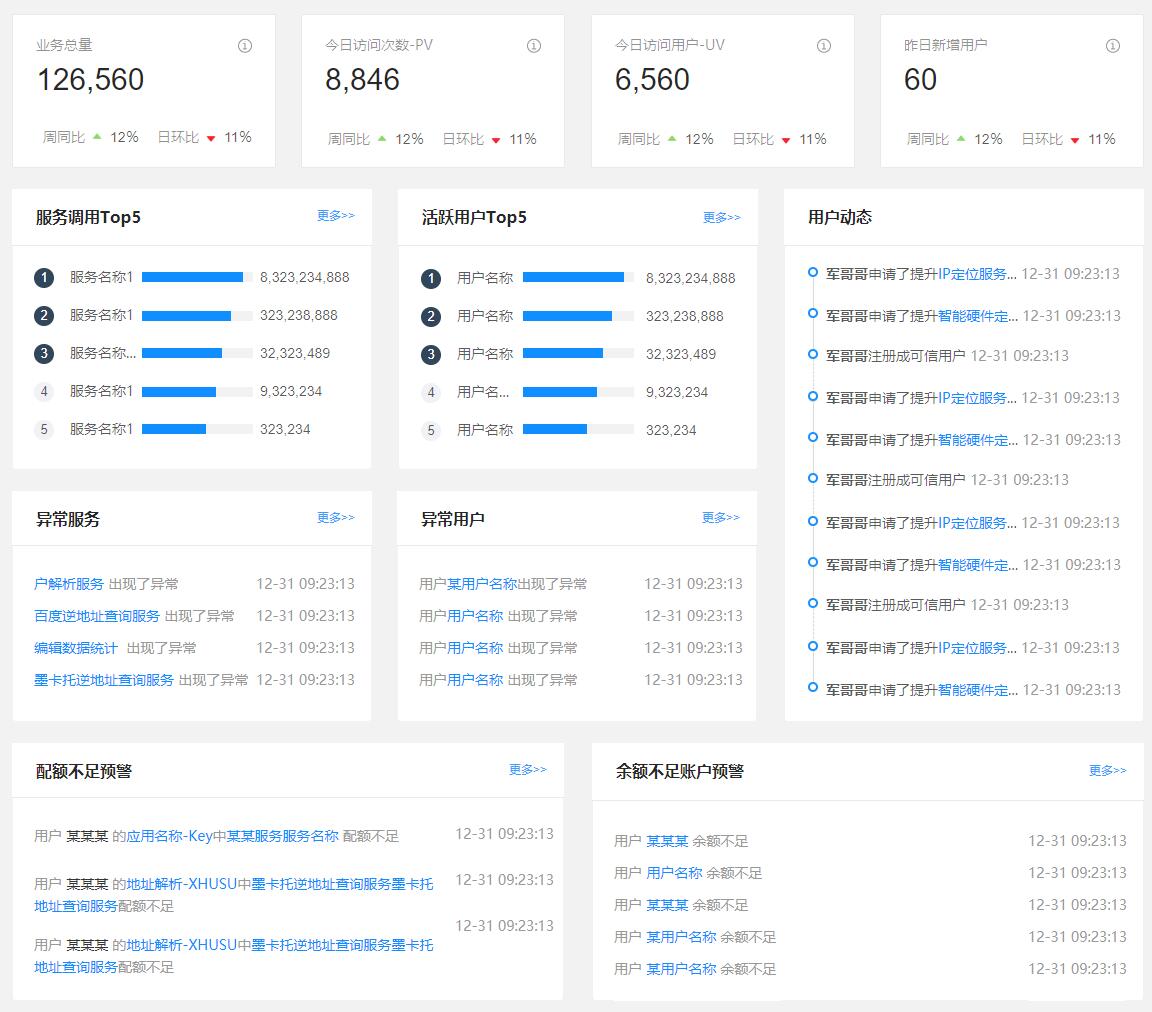 业务总量
126,560
周同比 12% 日环比 11%
今日访问次数-PV
8,846
周同比 12% 日环比 11%
今日访问用户-UV
6,560
周同比 12% 日环比 11%
昨日新增用户
60
周同比 12% 日环比 11%
服务调用Top5 更多>>
1 服务名称1 8,323,234,888
2 服务名称1 323,238,888
3 服务名称... 32,323,489
4 服务名称1 9,323,234
5 服务名称1 323,234
活跃用户Top5 更多>>
1 用户名称 8,323,234,888
2 用户名称 323,238,888
3 用户名称 32,323,489
4 用户名... 9,323,234
5 用户名称 323,234
用户动态
军哥哥申请了提升IP定位服务... 12-31 09:23:13
军哥哥申请了提升智能硬件定... 12-31 09:23:13
军哥哥注册成可信用户 12-31 09:23:13
军哥哥申请了提升IP定位服务... 12-31 09:23:13
军哥哥申请了提升智能硬件定... 12-31 09:23:13
军哥哥注册成可信用户 12-31 09:23:13
军哥哥申请了提升IP定位服务... 12-31 09:23:13
军哥哥申请了提升智能硬件定... 12-31 09:23:13
军哥哥注册成可信用户 12-31 09:23:13
军哥哥申请了提升IP定位服务... 12-31 09:23:13
军哥哥申请了提升智能硬件定... 12-31 09:23:13
异常服务 更多>>
户解析服务 出现了异常 12-31 09:23:13
百度逆地址查询服务 出现了异常 12-31 09:23:13
编辑数据统计 出现了异常 12-31 09:23:13
墨卡托逆地址查询服务 出现了异常 12-31 09:23:13
异常用户 更多>>
用户某用户名称出现了异常 12-31 09:23:13
用户用户名称 出现了异常 12-31 09:23:13
用户用户名称 出现了异常 12-31 09:23:13
用户用户名称 出现了异常 12-31 09:23:13
配额不足预警 更多>>
用户 某某某 的应用名称-Key中某某服务服务名称 配额不足 12-31 09:23:13
用户 某某某 的地址解析-XHUSU中墨卡托逆地址查询服务墨卡托 12-31 09:23:13
地址查询服务配额不足
12-31 09:23:13
用户 某某某 的地址解析-XHUSU中墨卡托逆地址查询服务墨卡托
地址查询服务配额不足
余额不足账户预警 更多>>
用户 某某某 余额不足 12-31 09:23:13
用户 用户名称 余额不足 12-31 09:23:13
用户 某某某 余额不足 12-31 09:23:13
用户 某用户名称 余额不足 12-31 09:23:13
用户 某用户名称 余额不足 12-31 09:23:13